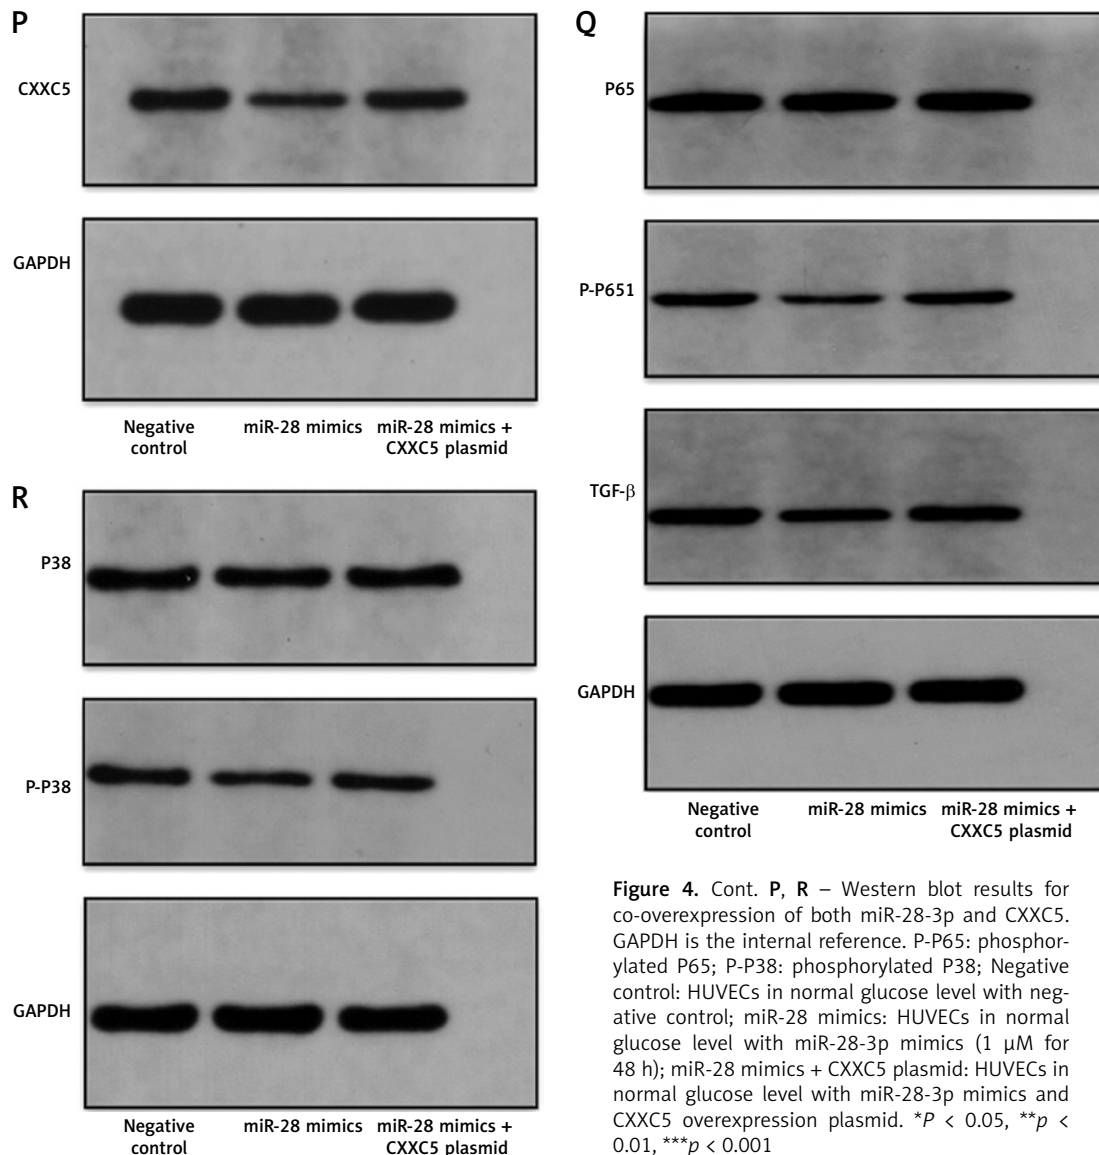 P
CXXC5
GAPDH
Negative control
miR-28 mimics
miR-28 mimics +
CXXC5 plasmid
R
P38
P-P38
GAPDH
Negative control
miR-28 mimics
miR-28 mimics +
CXXC5 plasmid
Q
P65
P-P651
TGF-β
GAPDH
Negative control
miR-28 mimics
miR-28 mimics +
CXXC5 plasmid
Figure 4. Cont. P, R – Western blot results for
co-overexpression of both miR-28-3p and CXXC5.
GAPDH is the internal reference. P-P65: phosphor-
ylated P65; P-P38: phosphorylated P38; Negative
control: HUVECs in normal glucose level with neg-
ative control; miR-28 mimics: HUVECs in normal
glucose level with miR-28-3p mimics (1 µM for
48 h); miR-28 mimics + CXXC5 plasmid: HUVECs in
normal glucose level with miR-28-3p mimics and
CXXC5 overexpression plasmid. *P < 0.05, **p <
0.01, ***p < 0.001